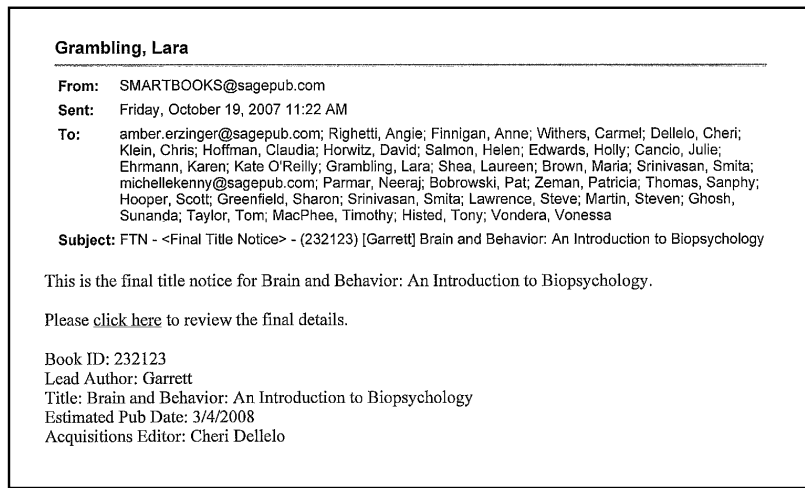 Grambling, Lara
From: SMARTBOOKS@sagepub.com
Sent: Friday, October 19, 2007 11:22 AM
To: amber.erzinger@sagepub.com; Righetti, Angie; Finnigan, Anne; Withers, Carmel; Dellelo, Cheri;
Klein, Chris; Hoffman, Claudia; Horwitz, David; Salmon, Helen; Edwards, Holly; Cancio, Julie;
Ehrmann, Karen; Kate O'Reilly; Grambling, Lara; Shea, Laureen; Brown, Maria; Srinivasan, Smita;
michellekenny@sagepub.com; Parmar, Neeraj; Bobrowski, Pat; Zeman, Patricia; Thomas, Sanphy;
Hooper, Scott; Greenfield, Sharon; Srinivasan, Smita; Lawrence, Steve; Martin, Steven; Ghosh,
Sunanda; Taylor, Tom; MacPhee, Timothy; Histed, Tony; Vondera, Vonessa
Subject: FTN - <Final Title Notice> - (232123) [Garrett] Brain and Behavior: An Introduction to Biopsychology
This is the final title notice for Brain and Behavior: An Introduction to Biopsychology.
Please click here to review the final details.
Book ID: 232123
Lead Author: Garrett
Title: Brain and Behavior: An Introduction to Biopsychology
Estimated Pub Date: 3/4/2008
Acquisitions Editor: Cheri Dellelo